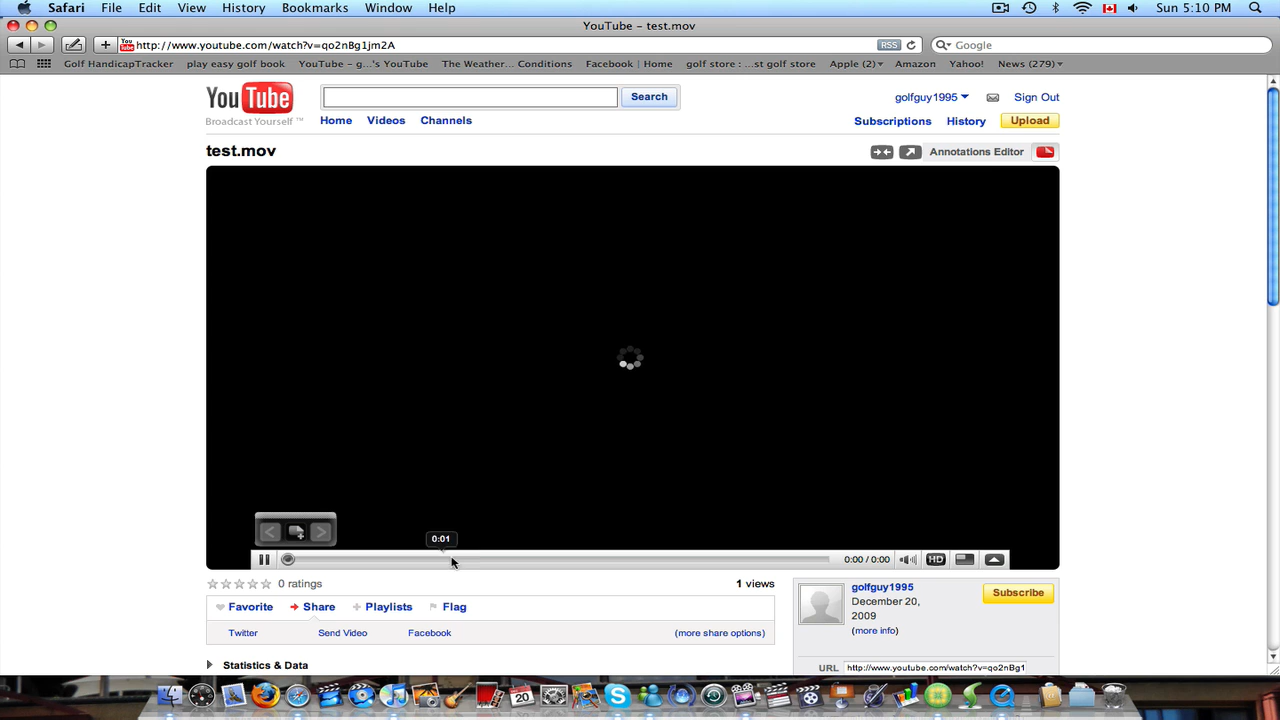 Safari File Edit View History Bookmarks Window Help Sun 5:10 PM
YouTube – test.mov
http://www.youtube.com/watch?v=qo2nBg1jm2A RSS Google
Golf HandicapTracker play easy golf book YouTube – g...'s YouTube The Weather... Conditions Facebook | Home golf store : ...st golf store Apple (2) Amazon Yahoo! News (279)
YouTube Search golfguy1995 Sign Out
Broadcast Yourself ™ Home Videos Channels Subscriptions History Upload
test.mov Annotations Editor
0:01
0:00 / 0:00 HD
0 ratings 1 views
golfguy1995
December 20,
2009
(more info)
Subscribe
Favorite Share Playlists Flag
Twitter Send Video Facebook (more share options)
Statistics & Data
URL http://www.youtube.com/watch?v=qo2nBg1
20